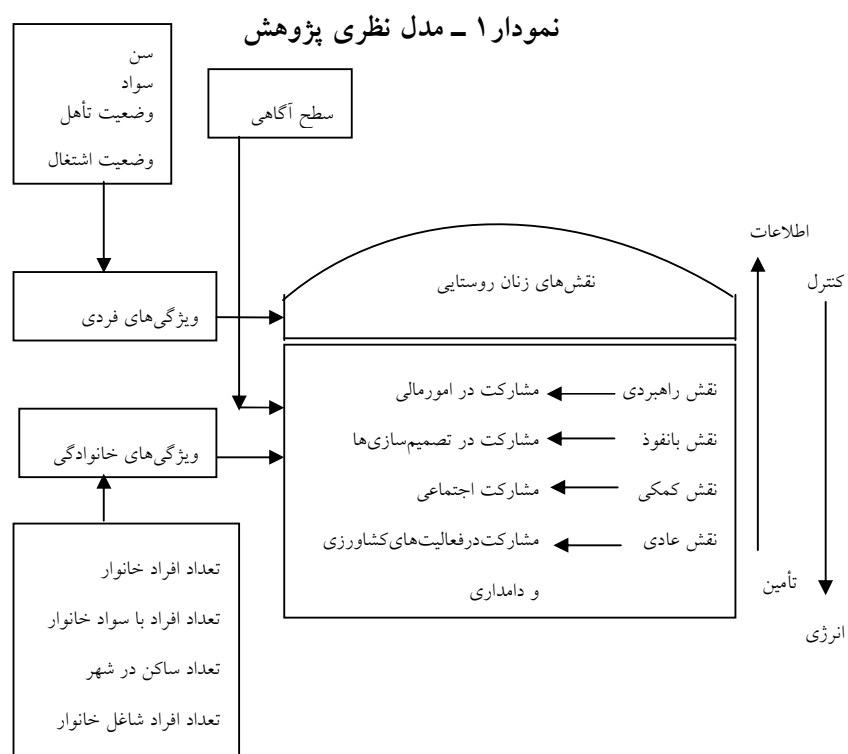 نمودار۱ ـ مدل نظری پژوهش
سن
سواد
وضعیت تأهل
وضعیت اشتغال
سطح آگاهی
اطلاعات
کنترل
نقش‌های زنان روستایی
ویژگی‌های فردی
نقش راهبردی مشارکت در امورمالی
نقش بانفوذ مشارکت در تصمیم‌سازی‌ها
نقش کمکی مشارکت اجتماعی
نقش عادی مشارکت‌درفعالیت‌های‌کشاورزی
و دامداری
تأمین
انرژی
ویژگی‌های خانوادگی
تعداد افراد خانوار
تعداد افراد با سواد خانوار
تعداد ساکن در شهر
تعداد افراد شاغل خانوار